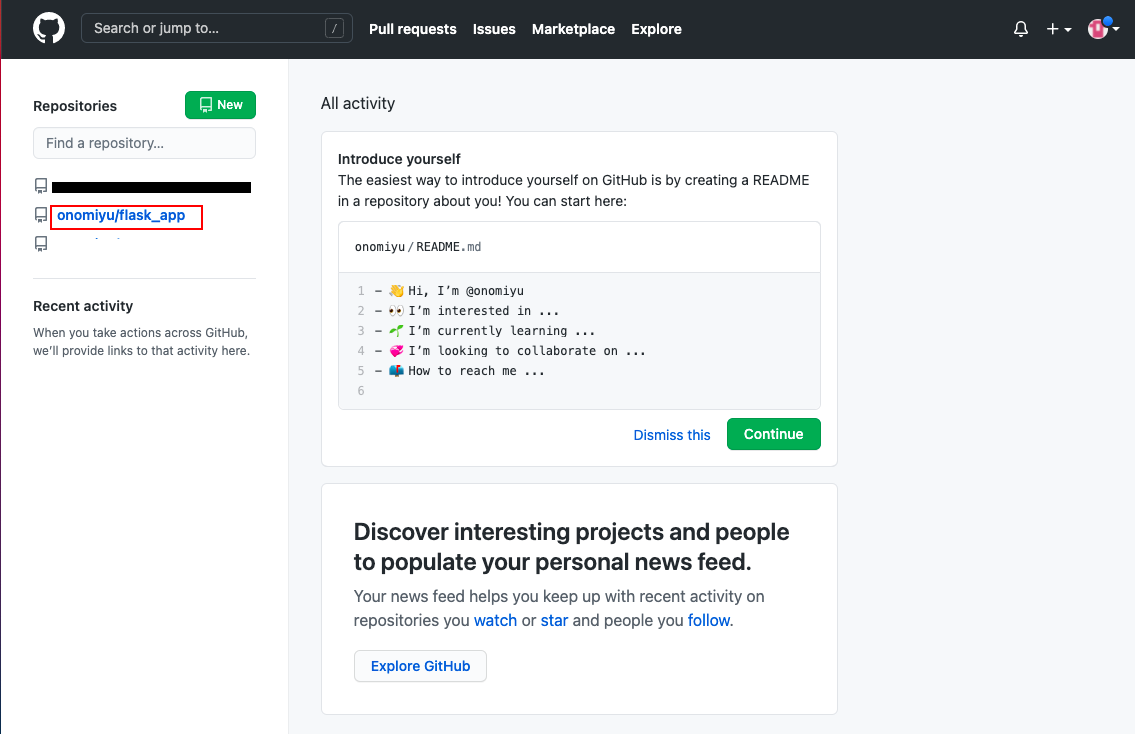 Search or jump to…
/
Pull requests
Issues
Marketplace
Explore
Repositories
New
Find a repository…
onomiyu/flask_app
Recent activity
When you take actions across GitHub,
we'll provide links to that activity here.
All activity
Introduce yourself
The easiest way to introduce yourself on GitHub is by creating a README
in a repository about you! You can start here:
onomiyu/README.md
1 - 👋 Hi, I'm @onomiyu
2 - 👀 I'm interested in ...
3 - 🌱 I'm currently learning ...
4 - 💞️ I'm looking to collaborate on ...
5 - 📫 How to reach me ...
6
Dismiss this
Continue
Discover interesting projects and people
to populate your personal news feed.
Your news feed helps you keep up with recent activity on
repositories you watch or star and people you follow.
Explore GitHub